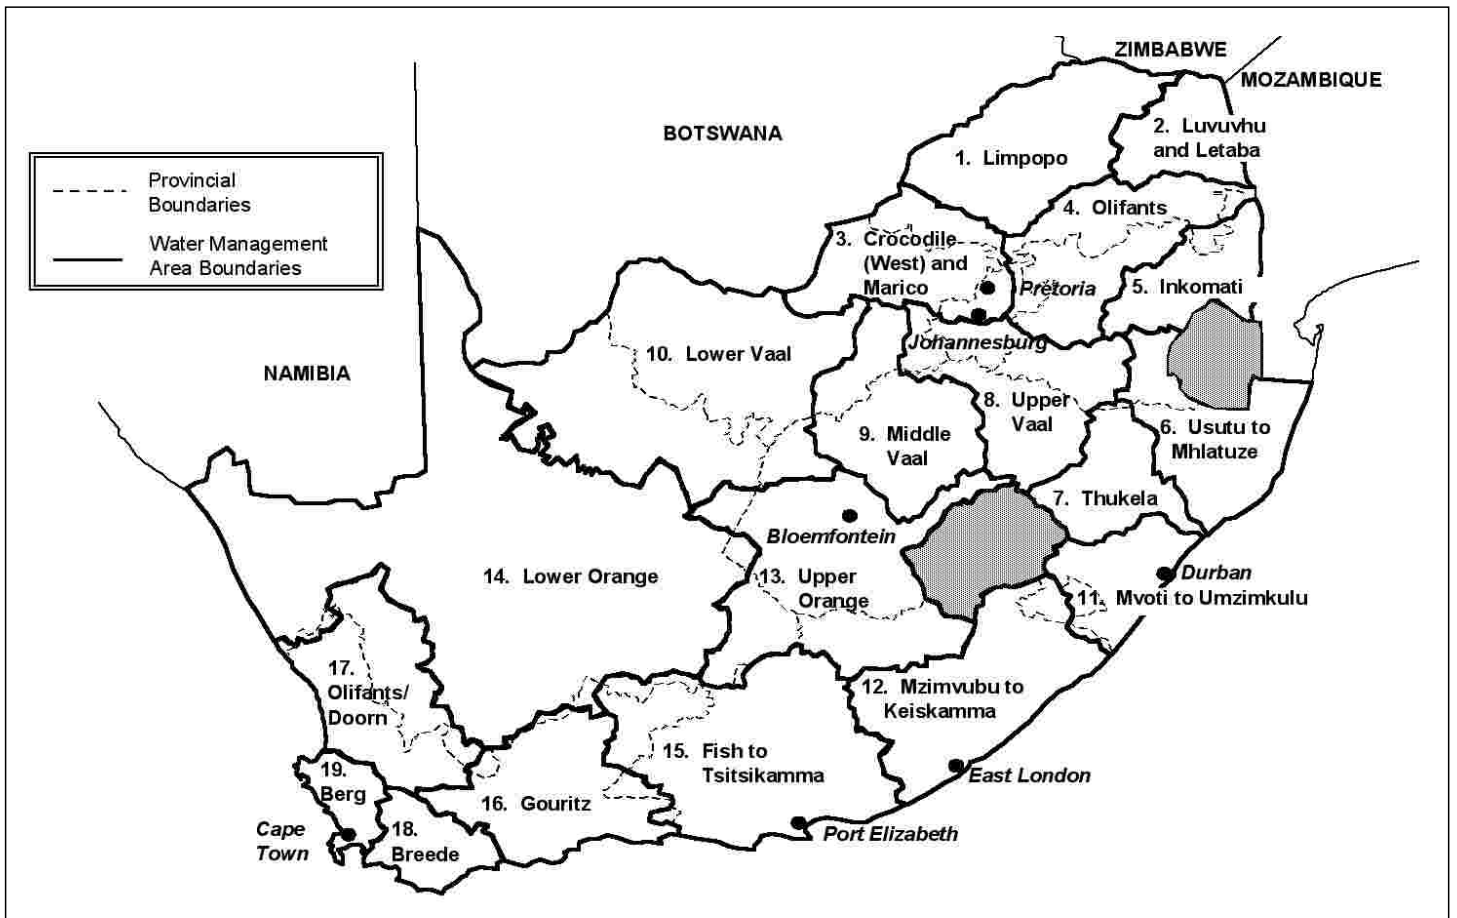 ZIMBABWE
MOZAMBIQUE
BOTSWANA
2. Luvuvhu
and Letaba
1. Limpopo
Provincial
Boundaries
Water Management
Area Boundaries
4. Olifants
3. Crocodile
(West) and
Marico
Pretoria
5. Inkomati
Johannesburg
10. Lower Vaal
NAMIBIA
8. Upper
Vaal
9. Middle
Vaal
6. Usutu to
Mhlatuze
7. Thukela
Bloemfontein
14. Lower Orange
13. Upper
Orange
Durban
11. Mvoti to Umzimkulu
17.
Olifants/
Doorn
12. Mzimvubu to
Keiskamma
15. Fish to
Tsitsikamma
East London
19.
Berg
16. Gouritz
Cape
Town
18.
Breede
Port Elizabeth